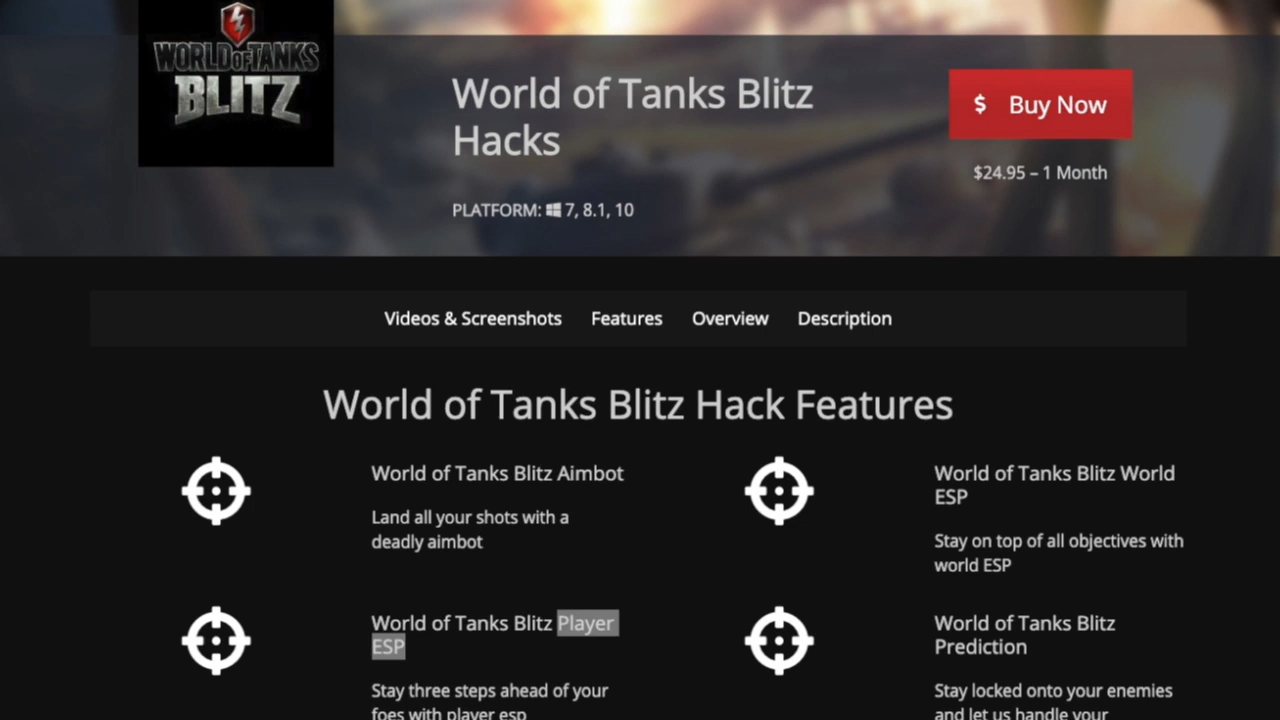 WORLD OF TANKS
BLITZ
World of Tanks Blitz
Hacks
PLATFORM: 7, 8.1, 10
$ Buy Now
$24.95 – 1 Month
Videos & Screenshots Features Overview Description
World of Tanks Blitz Hack Features
World of Tanks Blitz Aimbot
Land all your shots with a
deadly aimbot
World of Tanks Blitz World
ESP
Stay on top of all objectives with
world ESP
World of Tanks Blitz Player
ESP
Stay three steps ahead of your
foes with player esp
World of Tanks Blitz
Prediction
Stay locked onto your enemies
and let us handle your